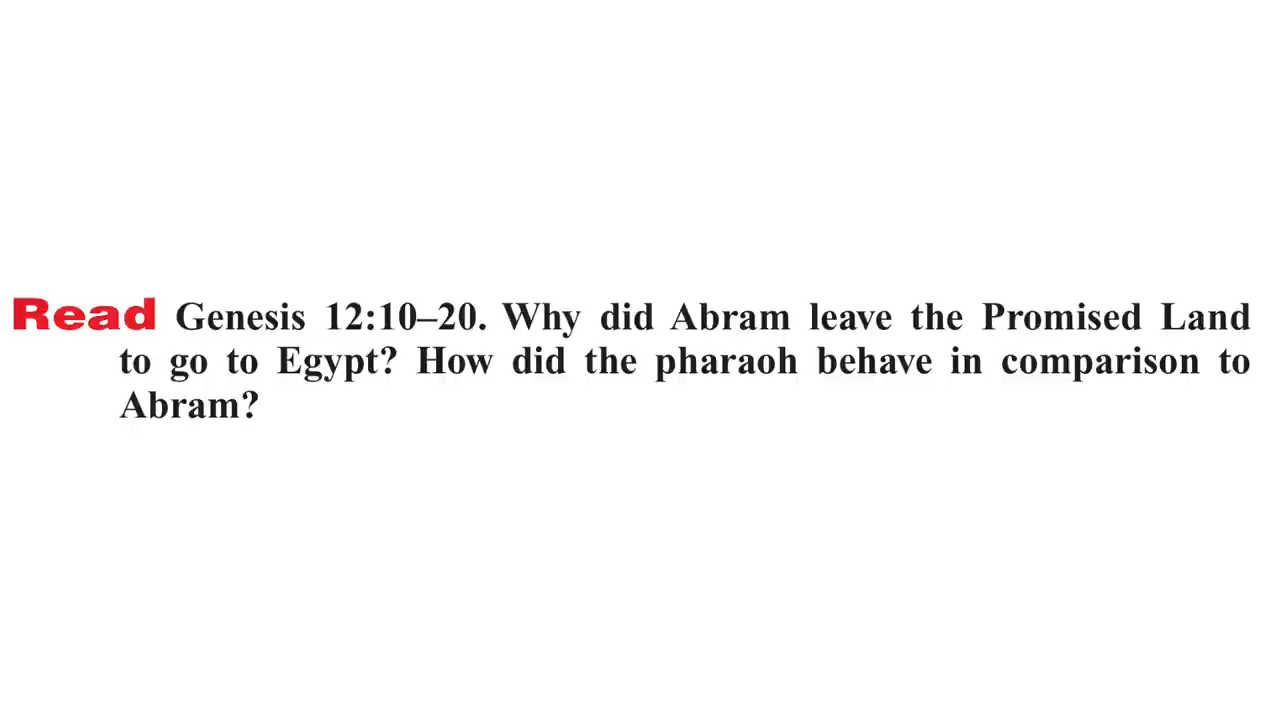 Read Genesis 12:10–20. Why did Abram leave the Promised Land
to go to Egypt? How did the pharaoh behave in comparison to
Abram?